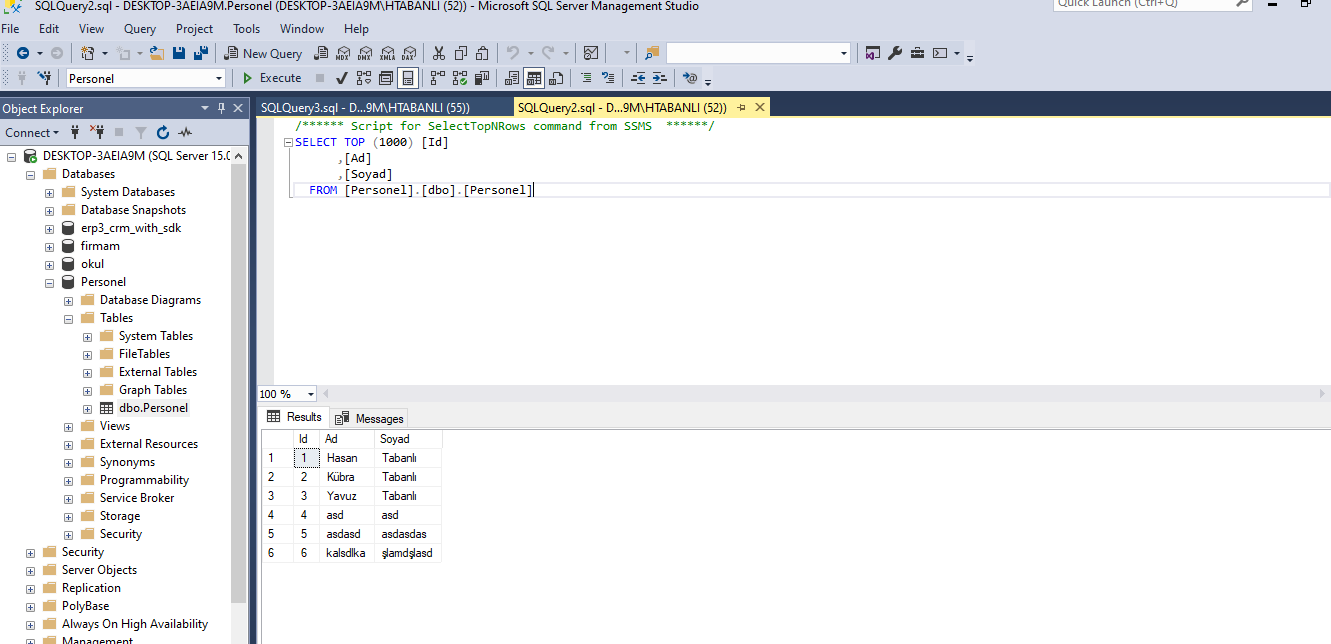 SQLQuery2.sql - DESKTOP-3AEIA9M.Personel (DESKTOP-3AEIA9M\HTABANLI (52)) - Microsoft SQL Server Management Studio
Quick Launch (Ctrl+Q)
File Edit View Query Project Tools Window Help
New Query MDX DMX XMLA DAX
Personel Execute
Object Explorer
Connect
DESKTOP-3AEIA9M (SQL Server 15.0
Databases
System Databases
Database Snapshots
erp3_crm_with_sdk
firmam
okul
Personel
Database Diagrams
Tables
System Tables
FileTables
External Tables
Graph Tables
dbo.Personel
Views
External Resources
Synonyms
Programmability
Service Broker
Storage
Security
Security
Server Objects
Replication
PolyBase
Always On High Availability
Management
SQLQuery3.sql - D...9M\HTABANLI (55)) SQLQuery2.sql - D...9M\HTABANLI (52))
/****** Script for SelectTopNRows command from SSMS ******/
SELECT TOP (1000) [Id]
,[Ad]
,[Soyad]
FROM [Personel].[dbo].[Personel]
100 %
Results Messages
Id Ad Soyad
1 1 Hasan Tabanlı
2 2 Kübra Tabanlı
3 3 Yavuz Tabanlı
4 4 asd asd
5 5 asdasd asdasdas
6 6 kalsdlka şlamdşlasd